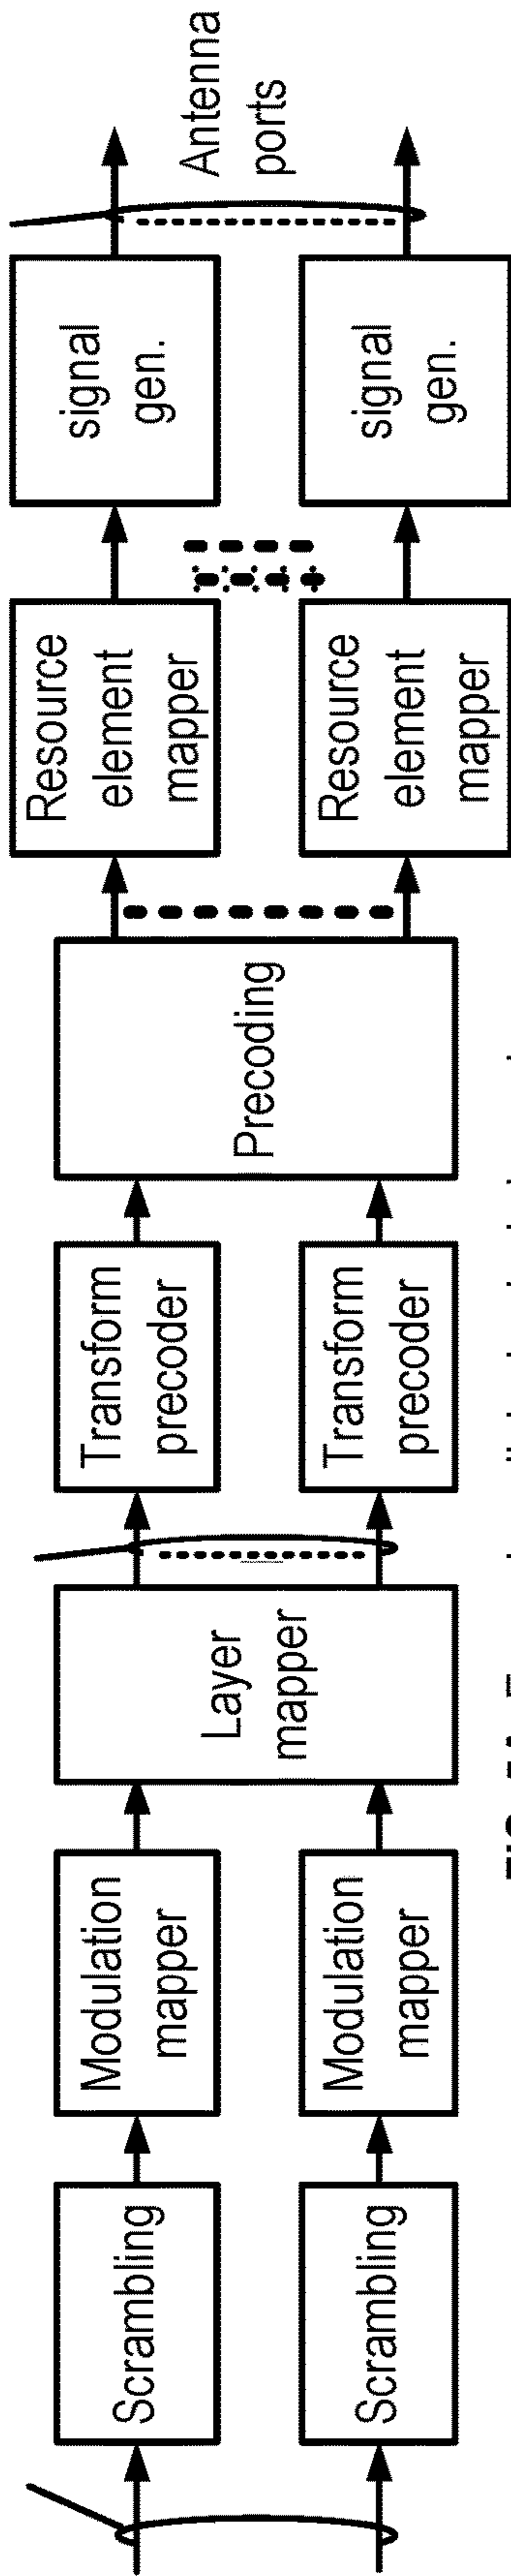 Scrambling
Modulation
mapper
Layer
mapper
Transform
precoder
Precoding
Resource
element
mapper
signal
gen.
Antenna
ports
Scrambling
Modulation
mapper
Transform
precoder
Resource
element
mapper
signal
gen.